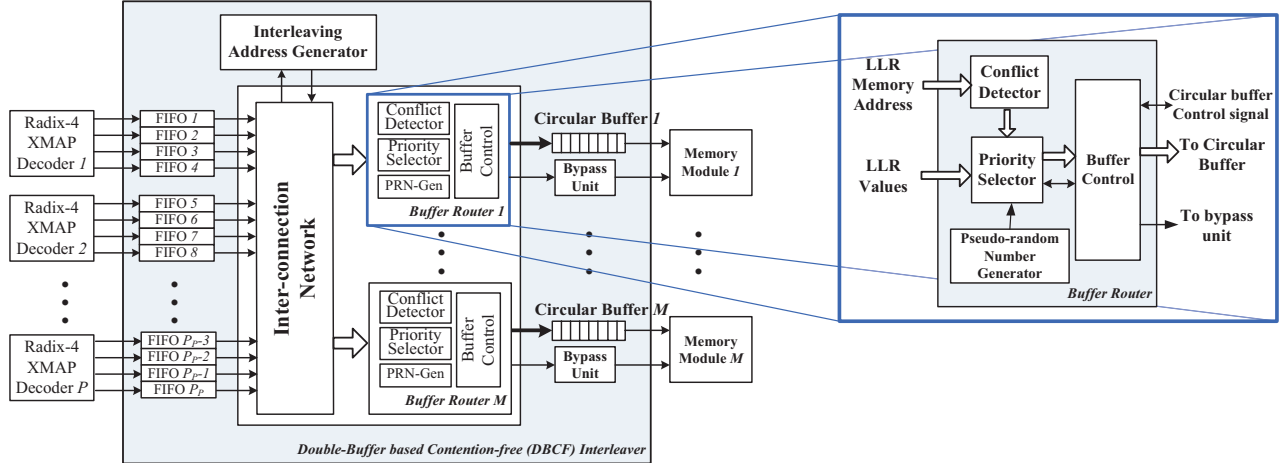 Interleaving
Address Generator
Radix-4
XMAP
Decoder 1
FIFO 1
FIFO 2
FIFO 3
FIFO 4
Radix-4
XMAP
Decoder 2
FIFO 5
FIFO 6
FIFO 7
FIFO 8
Radix-4
XMAP
Decoder P
FIFO PP-3
FIFO PP-2
FIFO PP-1
FIFO PP
Inter-connection
Network
Conflict
Detector
Priority
Selector
PRN-Gen
Buffer
Control
Buffer Router 1
Circular Buffer 1
Bypass
Unit
Memory
Module 1
Conflict
Detector
Priority
Selector
PRN-Gen
Buffer
Control
Buffer Router M
Circular Buffer M
Bypass
Unit
Memory
Module M
Double-Buffer based Contention-free (DBCF) Interleaver
LLR
Memory
Address
LLR
Values
Conflict
Detector
Priority
Selector
Pseudo-random
Number
Generator
Buffer
Control
Buffer Router
Circular buffer
Control signal
To Circular
Buffer
To bypass
unit